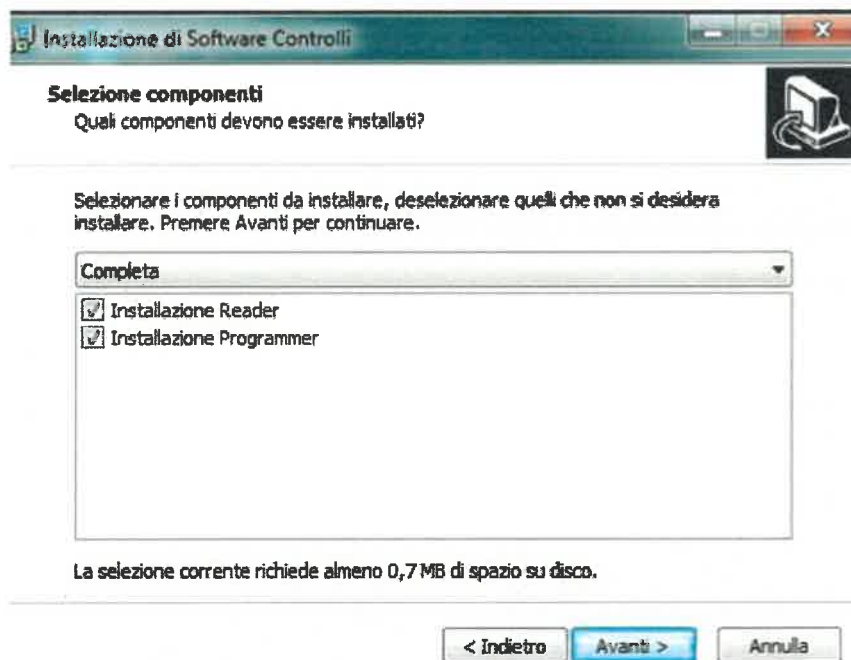 Installazione di Software Controlli
Selezione componenti
Quali componenti devono essere installati?
Selezionare i componenti da installare, deselezionare quelli che non si desidera
installare. Premere Avanti per continuare.
Completa
Installazione Reader
Installazione Programmer
La selezione corrente richiede almeno 0,7 MB di spazio su disco.
< Indietro
Avanti >
Annulla